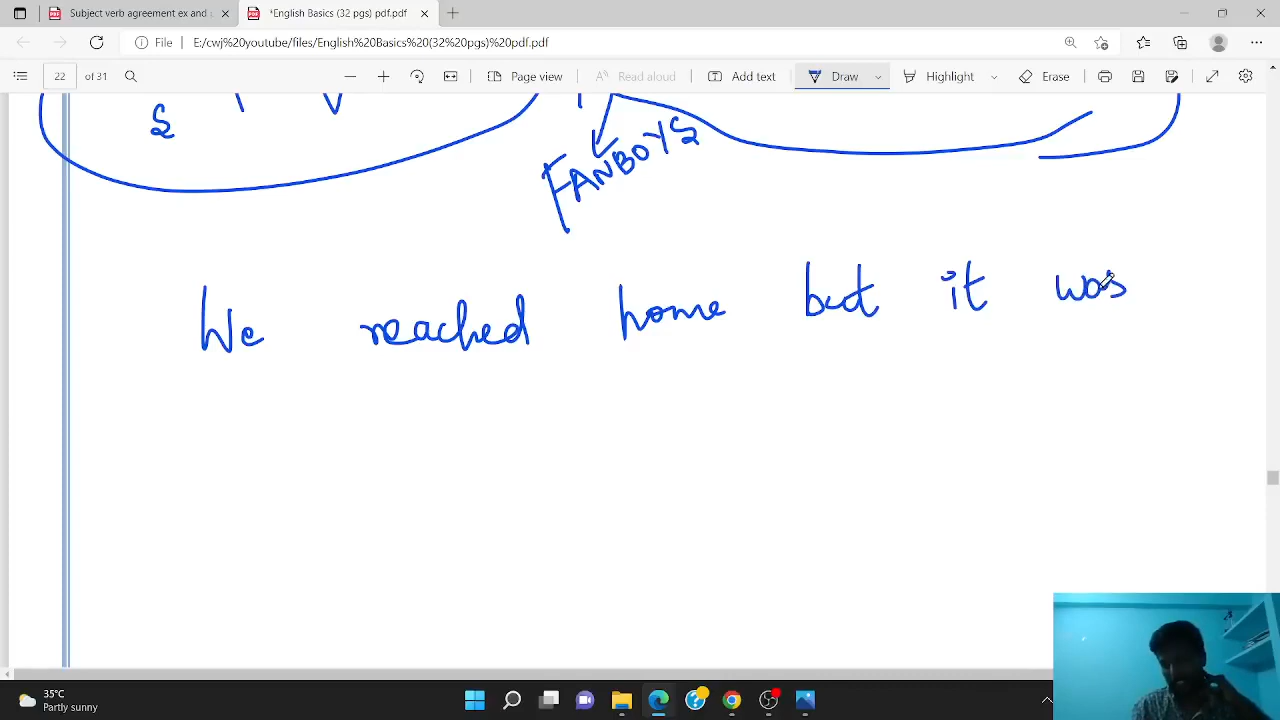 Subject verb agreement ex and
*English Basics (32 pgs) pdf.pdf
File
E:/cwj%20youtube/files/English%20Basics%20(32%20pgs)%20pdf.pdf
22 of 31
Page view
Read aloud
Add text
Draw
Highlight
Erase
S V
FANBOYS
We reached home but it was
35°C
Partly sunny